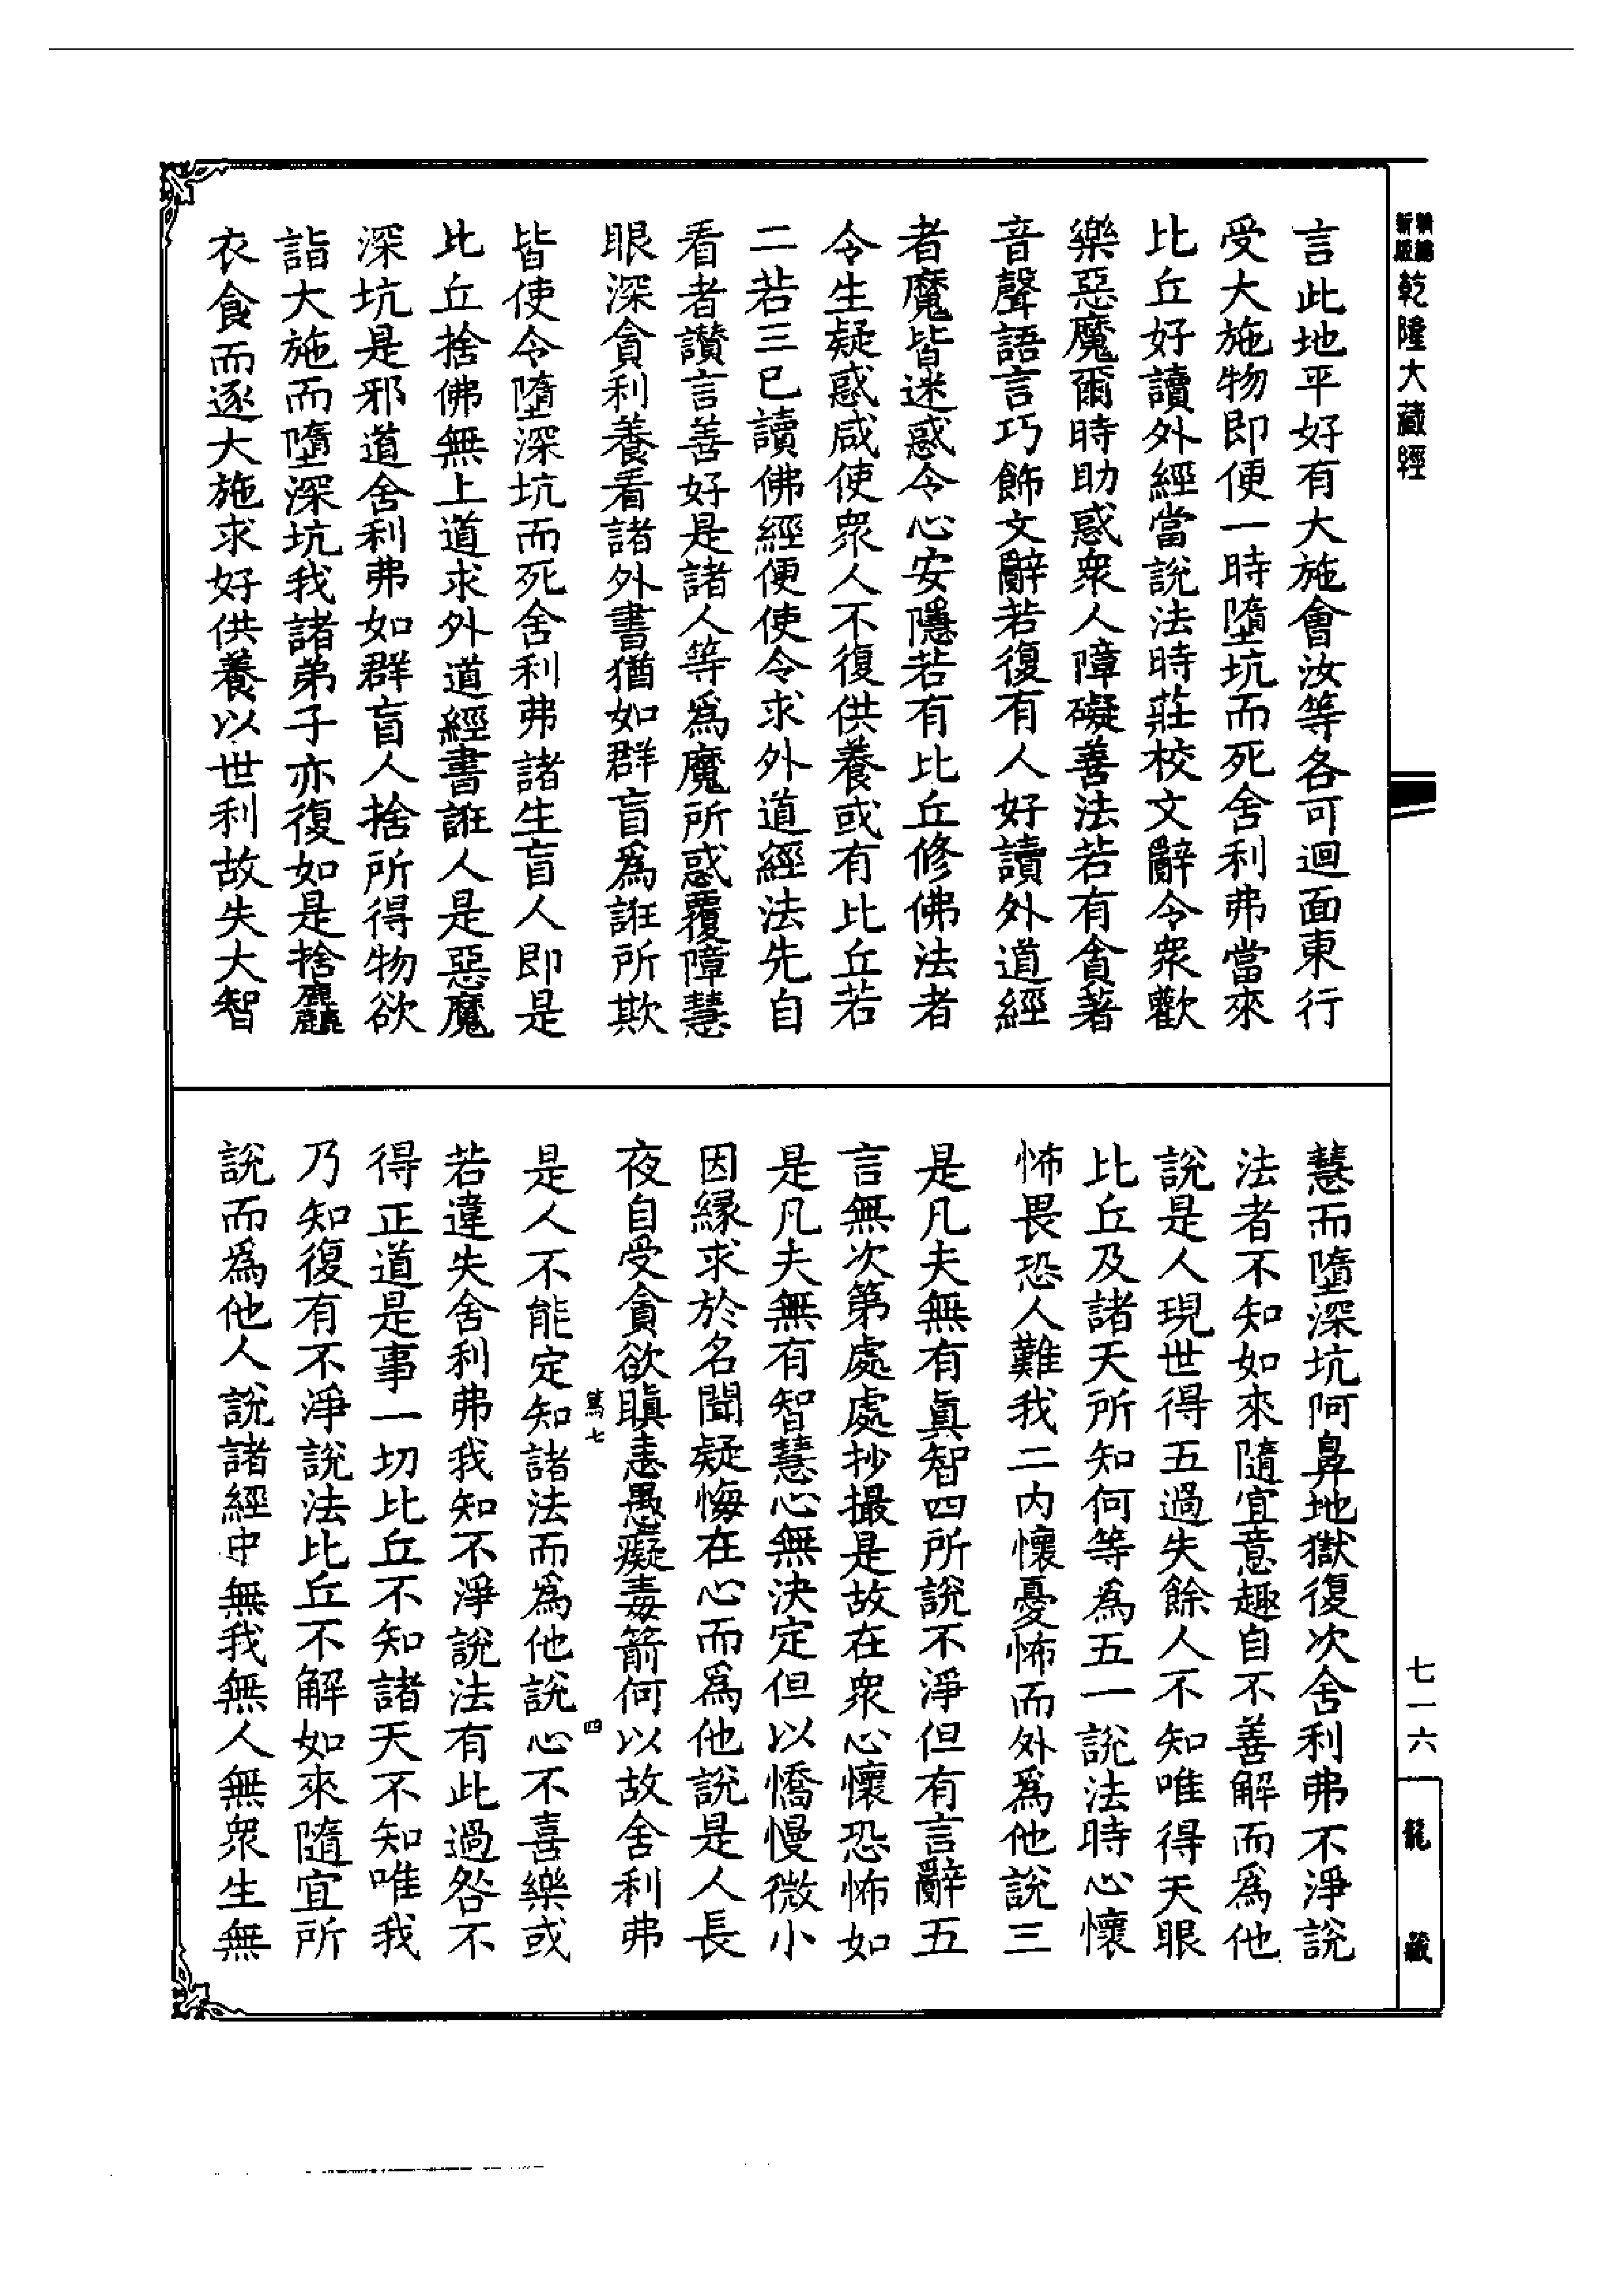 新編
新版
乾隆大藏經
七一六
龍藏
言此地平好有大施會汝等各可迴面東行
受大施物即便一時墮坑而死舍利弗當來
比丘好讀外經當說法時莊校文辭令衆歡
樂惡魔爾時助惑衆人障礙善法若有貪著
音聲語言巧飾文辭若復有人好讀外道經
者魔皆迷惑令心安隱若有比丘修佛法者
令生疑惑咸使衆人不復供養或有比丘若
二若三已讀佛經便使令求外道經法先自
看者讚言善好是諸人等爲魔所惑覆障慧
眼深貪利養看諸外書猶如群盲爲誑所欺
皆使令墮深坑而死舍利弗諸生盲人即是
比丘捨佛無上道求外道經書誑人是惡魔
深坑是邪道舍利弗如群盲人捨所得物欲
詣大施而墮深坑我諸弟子亦復如是捨麤
衣食而逐大施求好供養以世利故失大智
慧而墮深坑阿鼻地獄復次舍利弗不淨說
法者不知如來隨宜意趣自不善解而爲他
說是人現世得五過失餘人不知唯得天眼
比丘及諸天所知何等為五一說法時心懷
怖畏恐人難我二内懷憂怖而外爲他說三
是凡夫無有眞智四所說不淨但有言辭五
言無次第處處抄撮是故在衆心懷恐怖如
是凡夫無有智慧心無決定但以憍慢微小
因緣求於名聞疑悔在心而爲他說是人長
夜自受貪欲瞋恚愚癡毒箭何以故舍利弗
篤七 四
是人不能定知諸法而爲他說心不喜樂或
若違失舍利弗我知不淨說法有此過咎不
得正道是事一切比丘不知諸天不知唯我
乃知復有不淨說法比丘不解如來隨宜所
說而爲他人說諸經中無我無人無衆生無